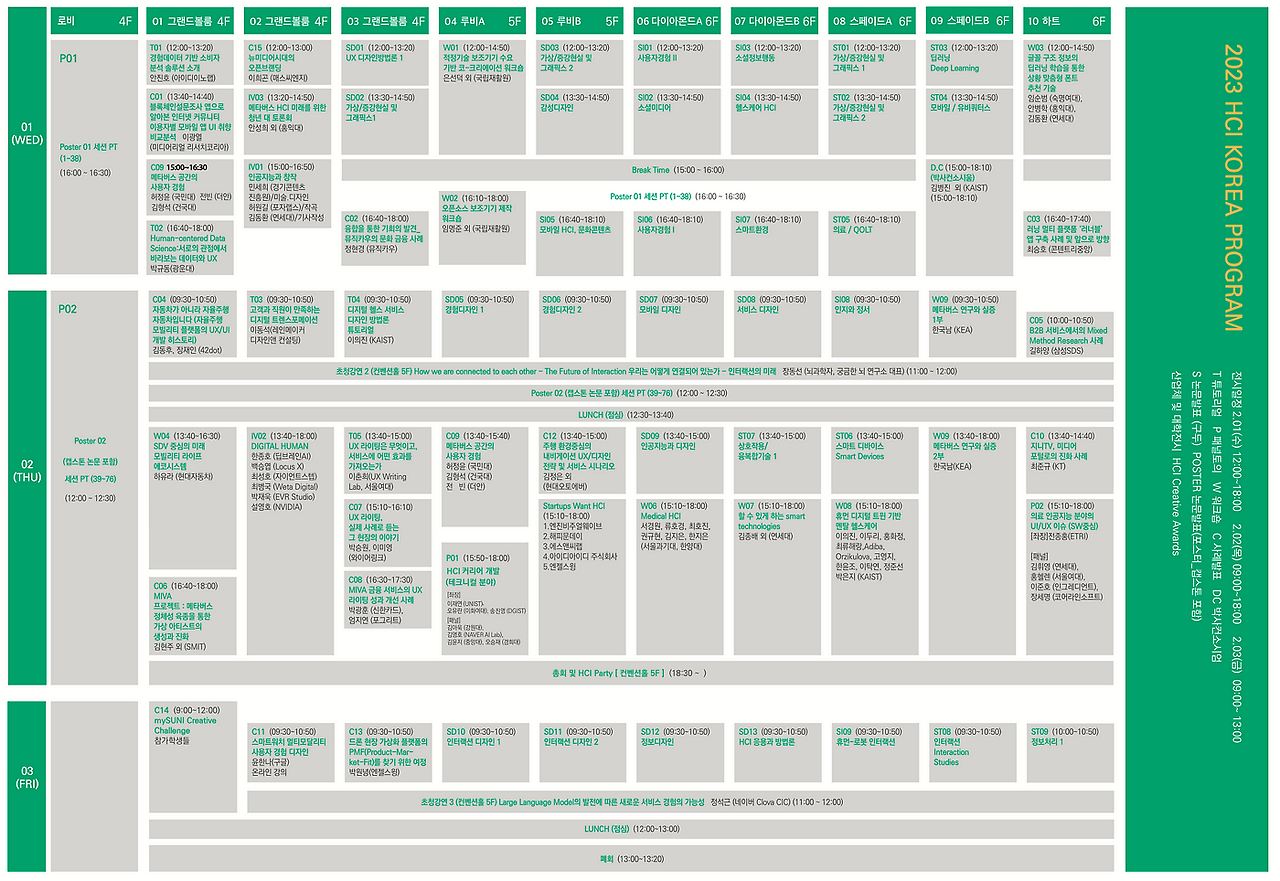 로비 4F
01 그랜드볼룸 4F
02 그랜드볼룸 4F
03 그랜드볼룸 4F
04 루비A 5F
05 루비B 5F
06 다이아몬드A 6F
07 다이아몬드B 6F
08 스페이드A 6F
09 스페이드B 6F
10 하트 6F
01
(WED)
P01
Poster 01 세션 PT
(1~38)
(16:00 ~ 16:30)
T01 (12:00~13:20)
경험데이터 기반 소비자
분석 솔루션 소개
안진호 (아이디이노랩)
C01 (13:40~14:40)
블록체인설문조사 앱으로
알아본 인터넷 커뮤니티
이용자별 모바일 앱 UI 취향
비교분석 이광열
(미디어리얼 리서치코리아)
C09 15:00~16:30
메타버스 공간의
사용자 경험
허정윤 (국민대) 전빈 (더안)
김형석 (건국대)
T02 (16:40~18:00)
Human-centered Data
Science:서로의 관점에서
바라보는 데이터와 UX
박규동(광운대)
C15 (12:00~13:00)
뉴미디어시대의
오픈브랜딩
이희곤 (매스씨엔지)
IV03 (13:20~14:50)
메타버스 HCI 미래를 위한
청년 대 토론회
안성희 외 (홍익대)
IV01 (15:00~16:50)
인공지능과 창작
민세희 (경기콘텐츠
진흥원)/미술.디자인
허원길 (포자랩스)/작곡
김동환 (연세대)/기사작성
SD01 (12:00~13:20)
UX 디자인방법론 1
SD02 (13:30~14:50)
가상/증강현실 및
그래픽스1
C02 (16:40~18:00)
융합을 통한 기회의 발견_
뮤직카우의 문화 금융 사례
정현경 (뮤직카우)
W01 (12:00~14:50)
적정기술 보조기기 수요
기반 코-크리에이션 워크숍
은선덕 외 (국립재활원)
W02 (16:10~18:00)
오픈소스 보조기기 제작
워크숍
임명준 외 (국립재활원)
SD03 (12:00~13:20)
가상/증강현실 및
그래픽스 2
SD04 (13:30~14:50)
감성디자인
SI05 (16:40~18:10)
모바일 HCI, 문화콘텐츠
SI01 (12:00~13:20)
사용자경험 II
SI02 (13:30~14:50)
소셜미디어
SI06 (16:40~18:10)
사용자경험 I
SI03 (12:00~13:20)
소셜정보행동
SI04 (13:30~14:50)
헬스케어 HCI
SI07 (16:40~18:10)
스마트환경
ST01 (12:00~13:20)
가상/증강현실 및
그래픽스 1
ST02 (13:30~14:50)
가상/증강현실 및
그래픽스 2
ST05 (16:40~18:10)
의료 / QOLT
ST03 (12:00~13:20)
딥러닝
Deep Learning
ST04 (13:30~14:50)
모바일 / 유비쿼터스
D.C (15:00~18:10)
(박사컨소시움)
김병진 외 (KAIST)
(15:00~18:10)
W03 (12:00~14:50)
글꼴 구조 정보의
딥러닝 학습을 통한
상황 맞춤형 폰트
추천 기술
임순범 (숙명여대),
안병학 (홍익대),
김동환 (연세대)
C03 (16:40~17:40)
러닝 멀티 플랫폼 '러너블'
앱 구축 사례 및 앞으로 방향
최승호 (콘텐트리중앙)
Break Time (15:00 ~ 16:00)
Poster 01 세션 PT (1~38) (16:00 ~ 16:30)
02
(THU)
P02
Poster 02
(캡스톤 논문 포함)
세션 PT (39~76)
(12:00 ~ 12:30)
C04 (09:30~10:50)
자동차가 아니라 자율주행
자동차입니다 (자율주행
모빌리티 플랫폼의 UX/UI
개발 히스토리)
김동후, 장재인 (42dot)
T03 (09:30~10:50)
고객과 직원이 만족하는
디지털 트렌스포메이션
이동석(레인메이커
디자인앤 컨설팅)
T04 (09:30~10:50)
디지털 헬스 서비스
디자인 방법론
튜토리얼
이의진 (KAIST)
SD05 (09:30~10:50)
경험디자인 1
SD06 (09:30~10:50)
경험디자인 2
SD07 (09:30~10:50)
모바일 디자인
SD08 (09:30~10:50)
서비스 디자인
SI08 (09:30~10:50)
인지와 정서
W09 (09:30~10:50)
메타버스 연구와 실증
1부
한국남 (KEA)
C05 (10:00~10:50)
B2B 서비스에서의 Mixed
Method Research 사례
길하양 (삼성SDS)
초청강연 2 (컨벤션홀 5F) How we are connected to each other – The Future of Interaction 우리는 어떻게 연결되어 있는가 – 인터랙션의 미래 장동선 (뇌과학자, 궁금한 뇌 연구소 대표) (11:00 ~ 12:00)
Poster 02 (캡스톤 논문 포함) 세션 PT (39~76) (12:00 ~ 12:30)
LUNCH (점심) (12:30~13:40)
W04 (13:40~16:30)
SDV 중심의 미래
모빌리티 라이프
에코시스템
하유라 (현대자동차)
C06 (16:40~18:00)
MIVA
프로젝트 : 메타버스
정체성 육종을 통한
가상 아티스트의
생성과 진화
김현주 외 (SMIT)
IV02 (13:40~18:00)
DIGITAL HUMAN
한종호 (딥브레인AI)
백승엽 (Locus X)
최성호 (자이언트스텝)
최병국 (Weta Digital)
박재욱 (EVR Studio)
설영호 (NVIDIA)
T05 (13:40~15:00)
UX 라이팅은 무엇이고,
서비스에 어떤 효과를
가져오는가
이춘희(UX Writing
Lab, 서울여대)
C07 (15:10~16:10)
UX 라이팅,
실제 사례로 듣는
그 현장의 이야기
박승원, 이미영
(와이어링크)
C08 (16:30~17:30)
MIVA 금융 서비스의 UX
라이팅 성과 개선 사례
박광훈 (신한카드),
엄지연 (포그리트)
C09 (13:40~14:40)
메타버스 공간의
사용자 경험
허정윤 (국민대)
김형석 (건국대)
전 빈 (더안)
P01 (15:50~18:00)
HCI 커리어 개발
(테크니컬 분야)
[좌장]
이재연 (UNIST)·
오유란 (이화여대), 송진영 (DGIST)
[패널]
김아욱 (강원대),
김영호 (NAVER AI Lab),
김윤지 (중앙대), 오승재 (경희대)
C12 (13:40~15:00)
주행 환경중심의
내비게이션 UX/디자인
전략 및 서비스 시나리오
김정은 외
(현대오토에버)
Startups Want HCI
(15:10~18:00)
1.엔진비주얼웨이브
2.해피문데이
3.에스앤씨랩
4.아이디아이디 주식회사
5.엔젤스윙
SD09 (13:40~15:00)
인공지능과 디자인
W06 (15:10~18:00)
Medical HCI
서경원, 류호경, 최호진,
권규현, 김지은, 한지은
(서울과기대, 한양대)
ST07 (13:40~15:00)
상호작용/
융복합기술 1
W07 (15:10~18:00)
할 수 있게 하는 smart
technologies
김종배 외 (연세대)
ST06 (13:40~15:00)
스마트 디바이스
Smart Devices
W08 (15:10~18:00)
휴먼 디지털 트윈 기반
멘탈 헬스케어
이의진, 이두리, 홍화정,
최류해랑,Adiba,
Orzikulova, 고영지,
한윤조, 이탁연, 정준선
박은지 (KAIST)
W09 (13:40~18:00)
메타버스 연구와 실증
2부
한국남(KEA)
C10 (13:40~14:40)
지니TV, 미디어
포털로의 진화 사례
최준규 (KT)
P02 (15:10~18:00)
의료 인공지능 분야의
UI/UX 이슈 (SW중심)
[좌장]전종홍(ETRI)
[패널]
김휘영 (연세대),
홍헬렌 (서울여대),
이준호 (인그레디언트),
장세명 (코어라인소프트)
총회 및 HCI Party [ 컨벤션홀 5F ] (18:30 ~ )
03
(FRI)
C14 (9:00~12:00)
mySUNI Creative
Challenge
참가학생들
C11 (09:30~10:50)
스마트워치 멀티모달리티
사용자 경험 디자인
윤한나(구글)
온라인 강의
C13 (09:30~10:50)
드론 현장 가상화 플랫폼의
PMF(Product-Mar-
ket-Fit)를 찾기 위한 여정
박원녕(엔젤스윙)
SD10 (09:30~10:50)
인터랙션 디자인 1
SD11 (09:30~10:50)
인터랙션 디자인 2
SD12 (09:30~10:50)
정보디자인
SD13 (09:30~10:50)
HCI 응용과 방법론
SI09 (09:30~10:50)
휴먼-로봇 인터랙션
ST08 (09:30~10:50)
인터랙션
Interaction
Studies
ST09 (10:00~10:50)
정보처리 1
초청강연 3 (컨벤션홀 5F) Large Language Model의 발전에 따른 새로운 서비스 경험의 가능성 정석근 (네이버 Clova CIC) (11:00 ~ 12:00)
LUNCH (점심) (12:00~13:00)
폐회 (13:00~13:20)
2023 HCI KOREA PROGRAM
전시일정 2.01(수) 12:00~18:00 2.02(목) 09:00~18:00 2.03(금) 09:00~13:00
T 튜토리얼 P 패널토의 W 워크숍 C 사례발표 DC 박사컨소시엄
S 논문발표 (구두) POSTER 논문발표(포스터_캡스톤 포함)
산업체 및 대학전시 HCI Creative Awards